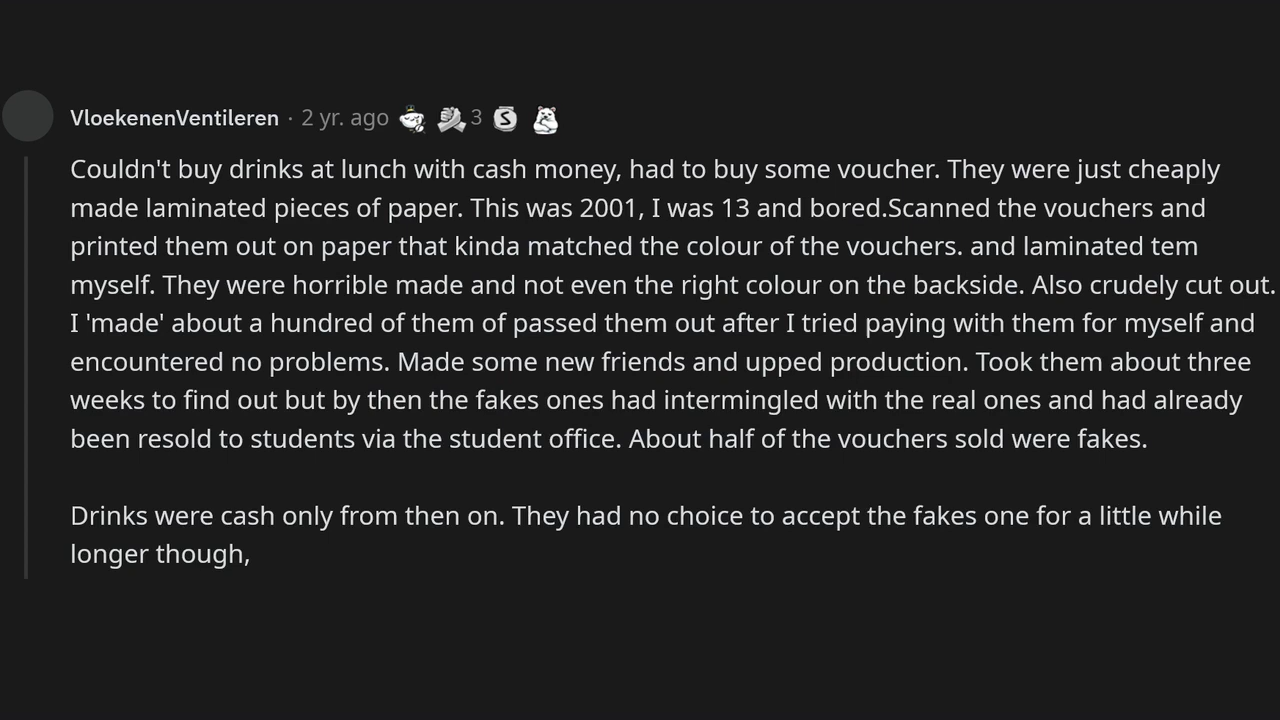 VloekenenVentileren · 2 yr. ago 3 S
Couldn't buy drinks at lunch with cash money, had to buy some voucher. They were just cheaply
made laminated pieces of paper. This was 2001, I was 13 and bored.Scanned the vouchers and
printed them out on paper that kinda matched the colour of the vouchers. and laminated tem
myself. They were horrible made and not even the right colour on the backside. Also crudely cut out.
I 'made' about a hundred of them of passed them out after I tried paying with them for myself and
encountered no problems. Made some new friends and upped production. Took them about three
weeks to find out but by then the fakes ones had intermingled with the real ones and had already
been resold to students via the student office. About half of the vouchers sold were fakes.
Drinks were cash only from then on. They had no choice to accept the fakes one for a little while
longer though,